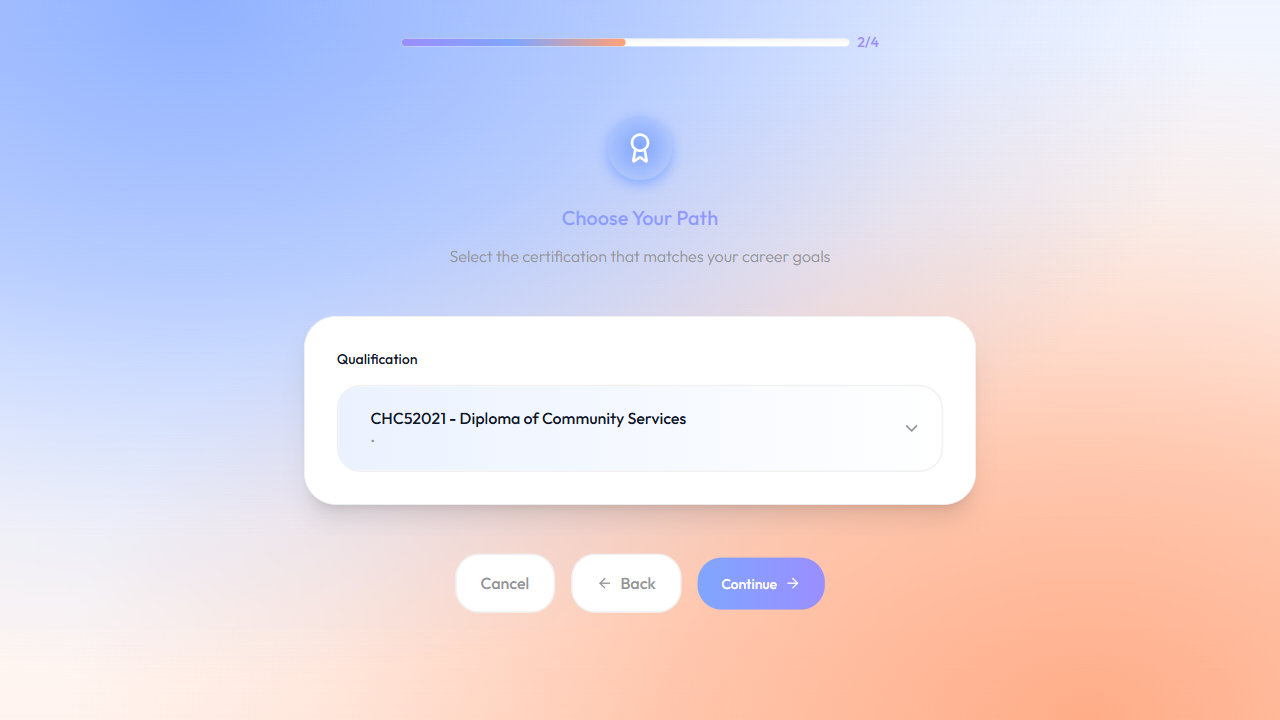 2/4
Choose Your Path
Select the certification that matches your career goals
Qualification
CHC52021 - Diploma of Community Services
•
Cancel
Back
Continue